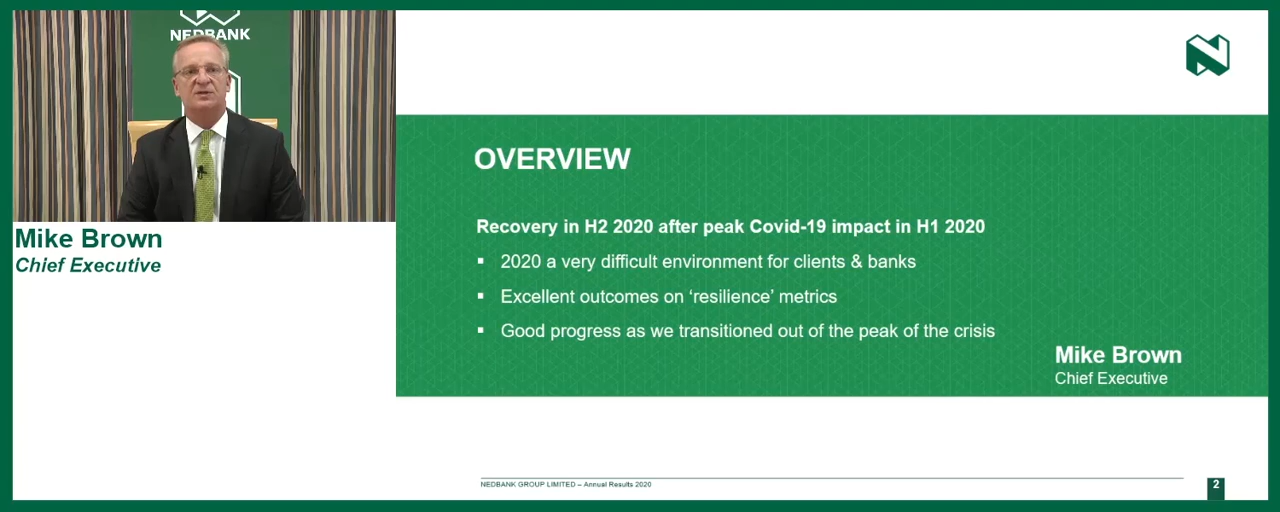 NEDBANK
Mike Brown
Chief Executive
OVERVIEW
Recovery in H2 2020 after peak Covid-19 impact in H1 2020
▪ 2020 a very difficult environment for clients & banks
▪ Excellent outcomes on ‘resilience’ metrics
▪ Good progress as we transitioned out of the peak of the crisis
Mike Brown
Chief Executive
NEDBANK GROUP LIMITED – Annual Results 2020
2